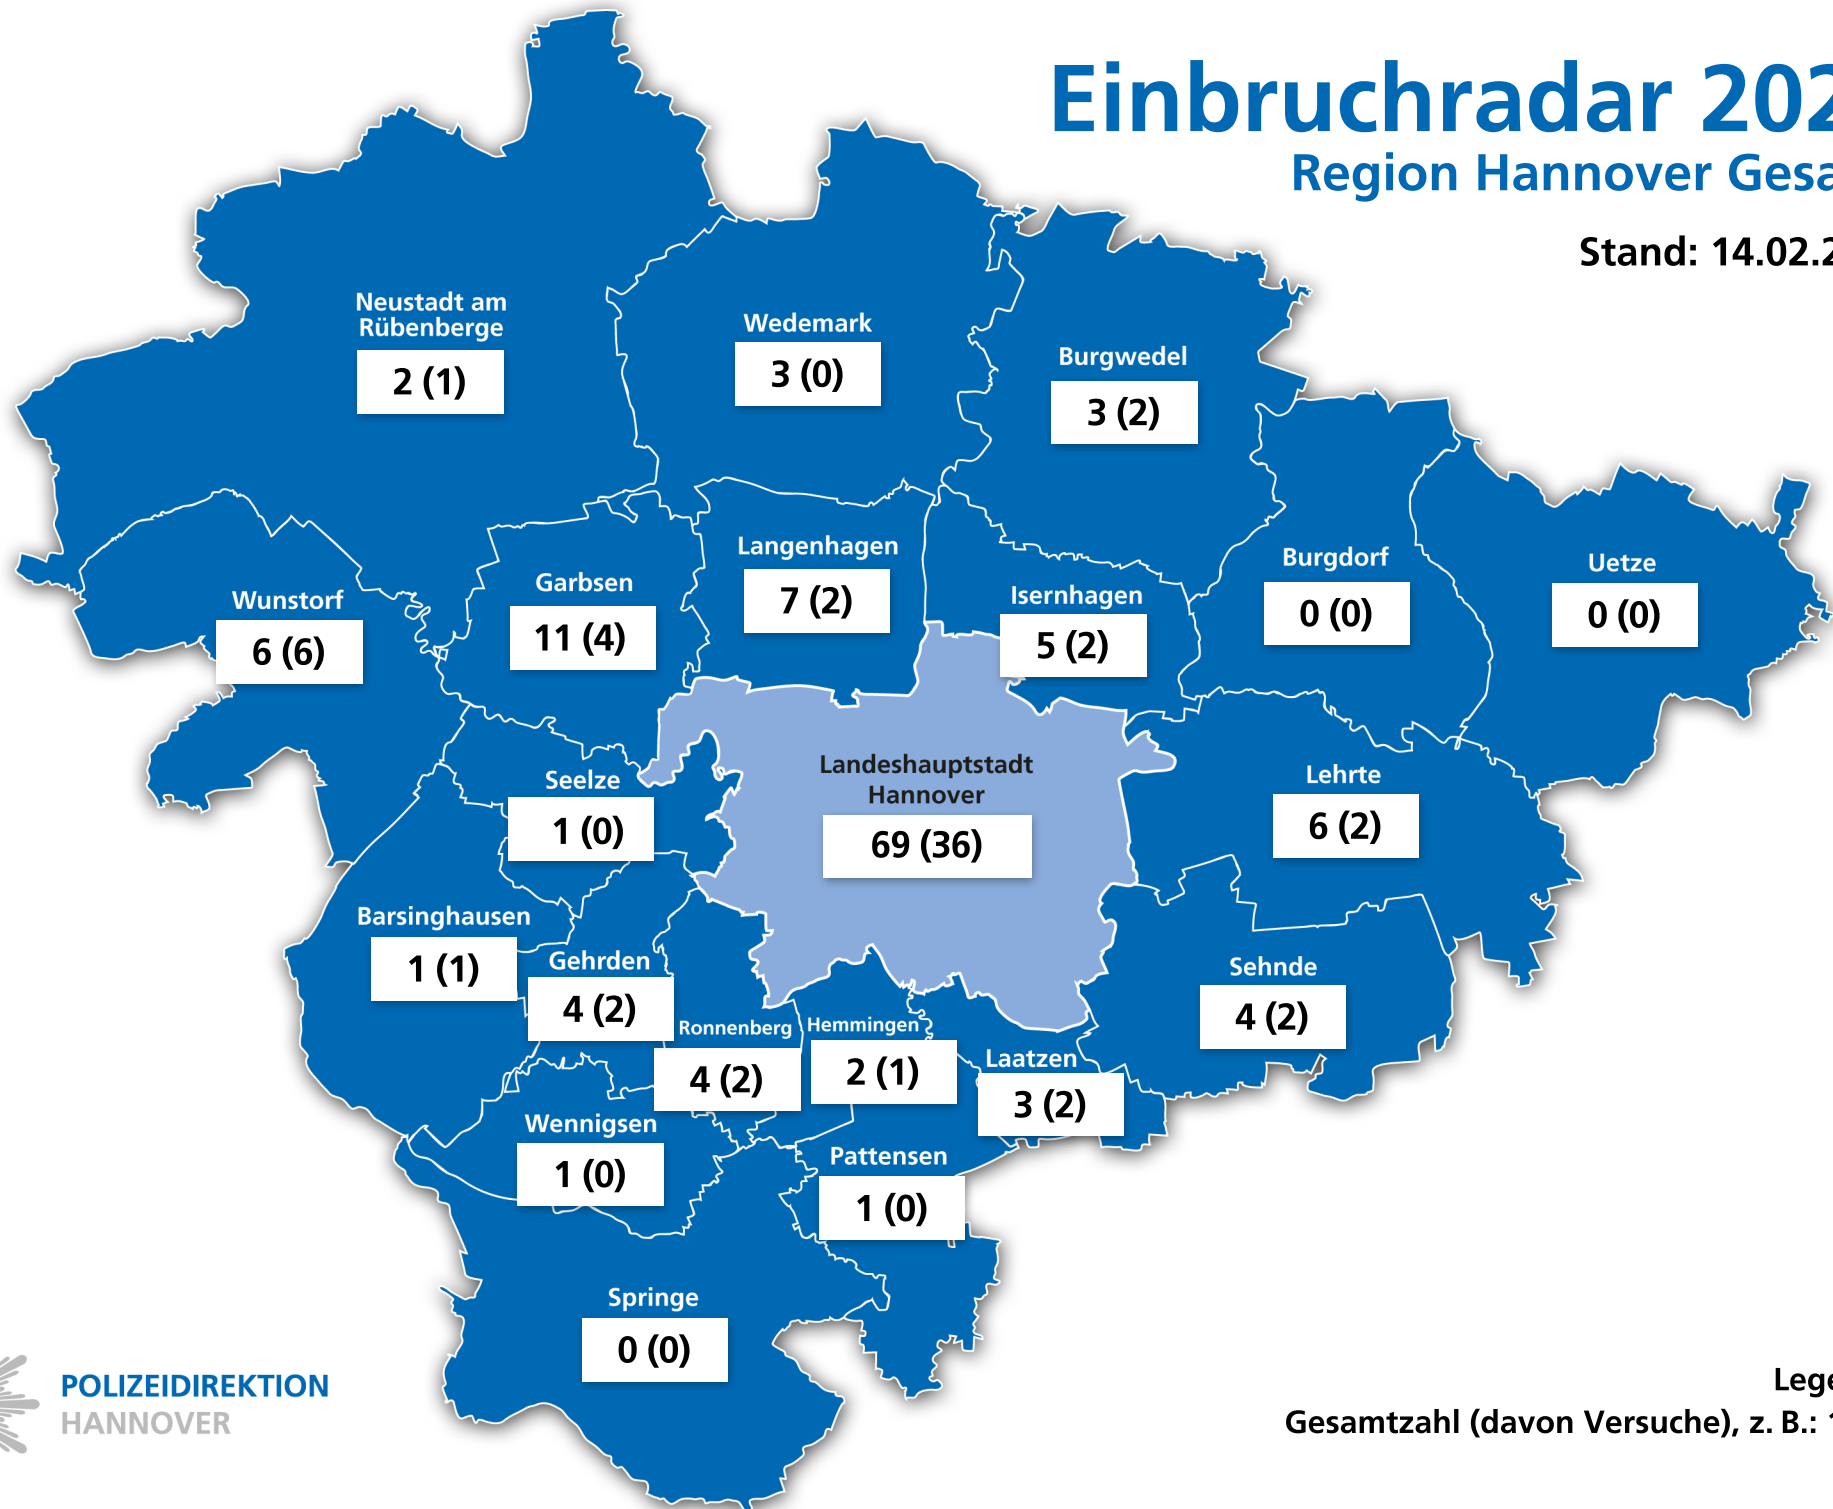 Einbruchradar 202
Region Hannover Gesa
Stand: 14.02.2
Neustadt am
Rübenberge
2 (1)
Wedemark
3 (0)
Burgwedel
3 (2)
Langenhagen
7 (2)
Garbsen
11 (4)
Wunstorf
6 (6)
Isernhagen
5 (2)
Burgdorf
0 (0)
Uetze
0 (0)
Landeshauptstadt
Hannover
69 (36)
Seelze
1 (0)
Lehrte
6 (2)
Barsinghausen
1 (1)
Gehrden
4 (2)
Ronnenberg
4 (2)
Hemmingen
2 (1)
Laatzen
3 (2)
Sehnde
4 (2)
Wennigsen
1 (0)
Pattensen
1 (0)
Springe
0 (0)
POLIZEIDIREKTION
HANNOVER
Lege
Gesamtzahl (davon Versuche), z. B.: